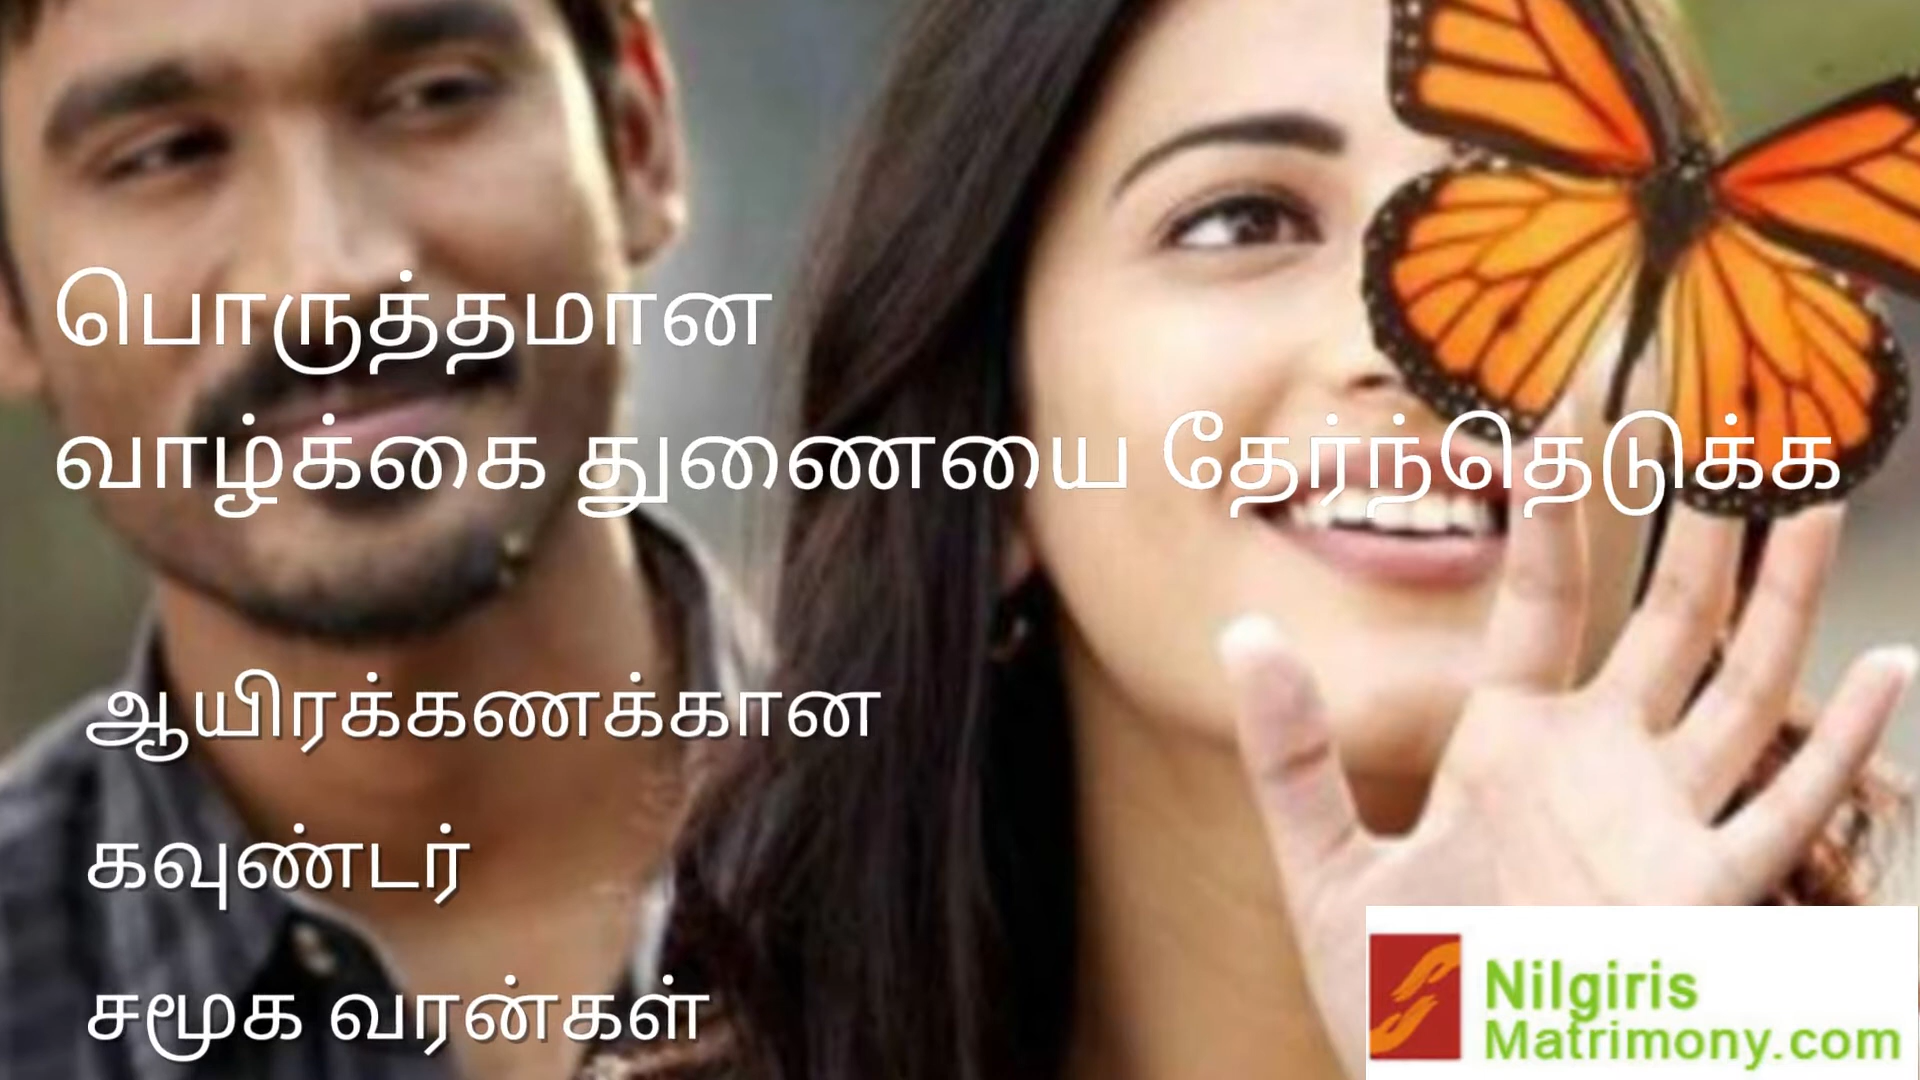 பொருத்தமான
வாழ்க்கை துணையை தேர்ந்தெடுக்க
ஆயிரக்கணக்கான
கவுண்டர்
சமூக வரன்கள்
Nilgiris
Matrimony.com